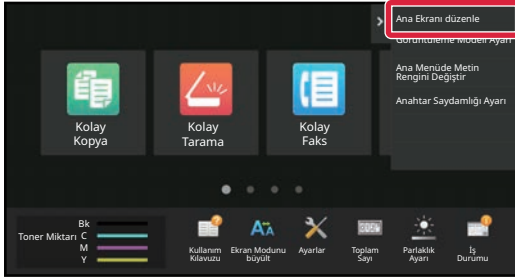 Ana Ekranı düzenle
Görüntüleme Modeli Ayarı
Ana Menüde Metin
Rengini Değiştir
Anahtar Saydamlığı Ayarı
Kolay
Kopya
Kolay
Tarama
Kolay
Faks
Toner Miktarı
Bk
C
M
Y
Kullanım
Kılavuzu
Ekran Modunu
büyült
Ayarlar
Toplam
Sayı
Parlaklık
Ayarı
İş
Durumu